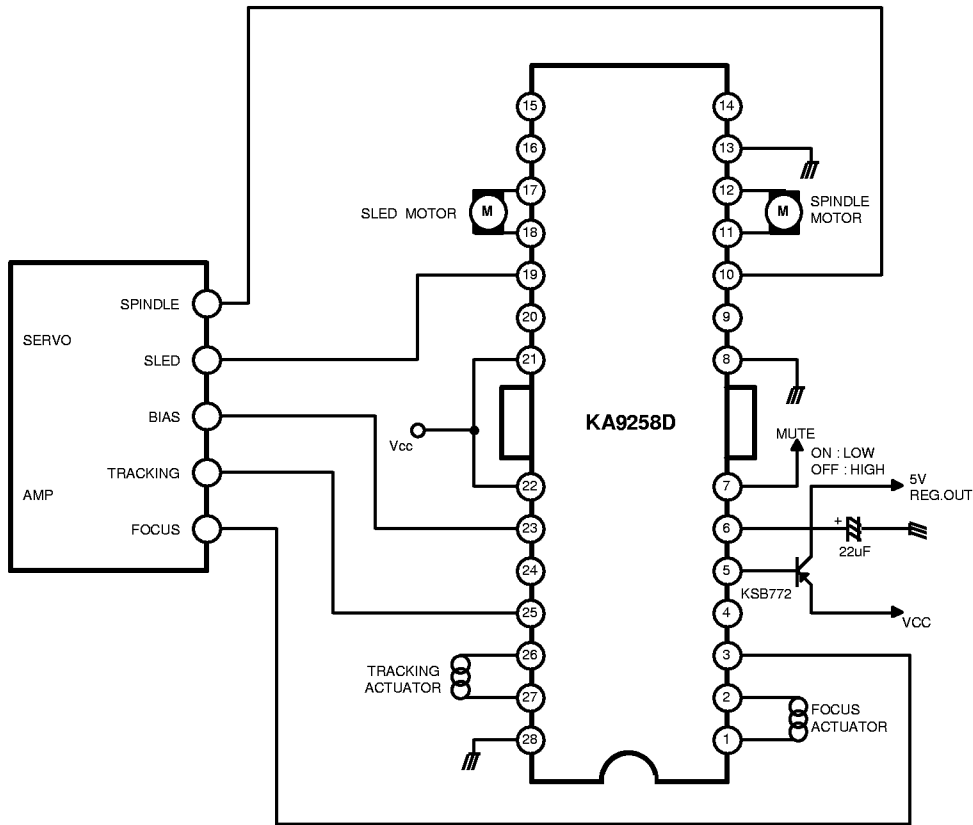 15
14
16
13
17
12
SLED MOTOR
M
M
SPINDLE
MOTOR
18
11
19
10
SPINDLE
20
9
SERVO
SLED
21
8
BIAS
KA9258D
Vcc
MUTE
ON : LOW
OFF : HIGH
TRACKING
22
7
5V
REG.OUT
AMP
FOCUS
23
6
+
22uF
24
5
KSB772
25
4
VCC
26
3
TRACKING
ACTUATOR
27
2
FOCUS
ACTUATOR
28
1